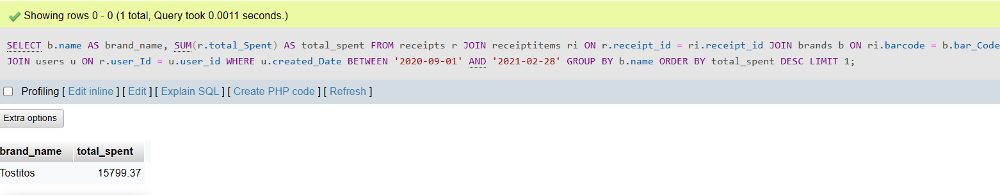 Showing rows 0 - 0 (1 total, Query took 0.0011 seconds.)
SELECT b.name AS brand_name, SUM(r.total_Spent) AS total_spent FROM receipts r JOIN receiptitems ri ON r.receipt_id = ri.receipt_id JOIN brands b ON ri.barcode = b.bar_Code
JOIN users u ON r.user_Id = u.user_id WHERE u.created_Date BETWEEN '2020-09-01' AND '2021-02-28' GROUP BY b.name ORDER BY total_spent DESC LIMIT 1;
Profiling [ Edit inline ] [ Edit ] [ Explain SQL ] [ Create PHP code ] [ Refresh ]
Extra options
brand_name total_spent
Tostitos 15799.37